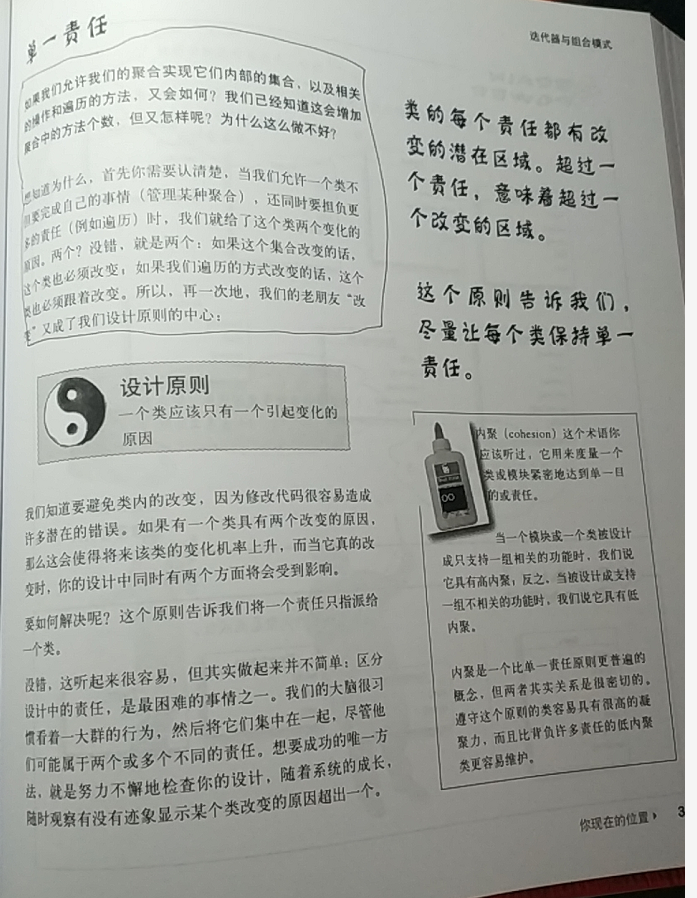 迭代器与组合模式
单一责任
如果我们允许我们的聚合实现它们内部的集合，以及相关
的操作和遍历的方法，又会如何？我们已经知道这会增加
聚合中的方法个数，但又怎样呢？为什么这么做不好？
想知道为什么，首先你需要认清楚，当我们允许一个类不
但要完成自己的事情（管理某种聚合），还同时要担负更
多的责任（例如遍历）时，我们就给了这个类两个变化的
原因。两个？没错，就是两个：如果这个集合改变的话，
这个类也必须改变；如果我们遍历的方式改变的话，这个
类也必须跟着改变。所以，再一次地，我们的老朋友“改
变”又成了我们设计原则的中心：
设计原则
一个类应该只有一个引起变化的
原因
我们知道要避免类内的改变，因为修改代码很容易造成
许多潜在的错误。如果有一个类具有两个改变的原因，
那么这会使得将来该类的变化机率上升，而当它真的改
变时，你的设计中同时有两个方面将会受到影响。
要如何解决呢？这个原则告诉我们将一个责任只指派给
一个类。
没错，这听起来很容易，但其实做起来并不简单：区分
设计中的责任，是最困难的事情之一。我们的大脑很习
惯看着一大群的行为，然后将它们集中在一起，尽管他
们可能属于两个或多个不同的责任。想要成功的唯一方
法，就是努力不懈地检查你的设计，随着系统的成长，
随时观察有没有迹象显示某个类改变的原因超出一个。
类的每个责任都有改
变的潜在区域。超过一
个责任，意味着超过一
个改变的区域。
这个原则告诉我们，
尽量让每个类保持单一
责任。
内聚（cohesion）这个术语你
应该听过，它用来度量一个
类或模块紧密地达到单一目
的或责任。
当一个模块或一个类被设计
成只支持一组相关的功能时，我们说
它具有高内聚；反之，当被设计成支持
一组不相关的功能时，我们说它具有低
内聚。
内聚是一个比单一责任原则更普遍的
概念，但两者其实关系是很密切的。
遵守这个原则的类容易具有很高的凝
聚力，而且比背负许多责任的低内聚
类更容易维护。
你现在的位置
3